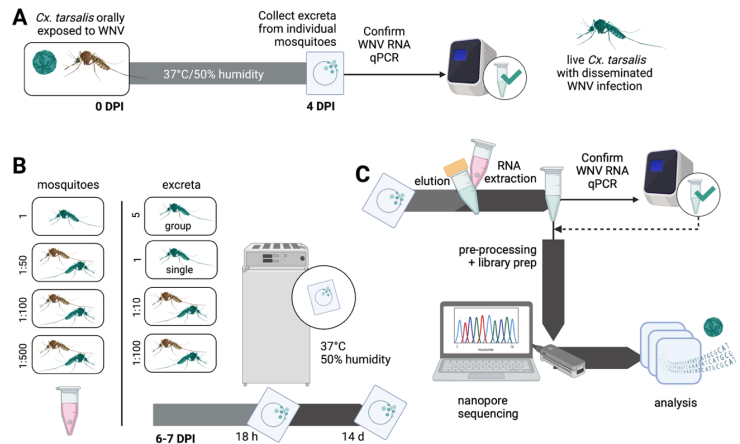 A
Cx. tarsalis orally
exposed to WNV
37°C/50% humidity
0 DPI
Collect excreta
from individual
mosquitoes
4 DPI
Confirm
WNV RNA
qPCR
live Cx. tarsalis
with disseminated
WNV infection
B
mosquitoes
1
1:50
1:100
1:500
excreta
5
group
1
single
1:10
1:100
37°C
50% humidity
6-7 DPI
18 h
14 d
C
elution
RNA
extraction
Confirm
WNV RNA
qPCR
pre-processing
+ library prep
nanopore
sequencing
analysis